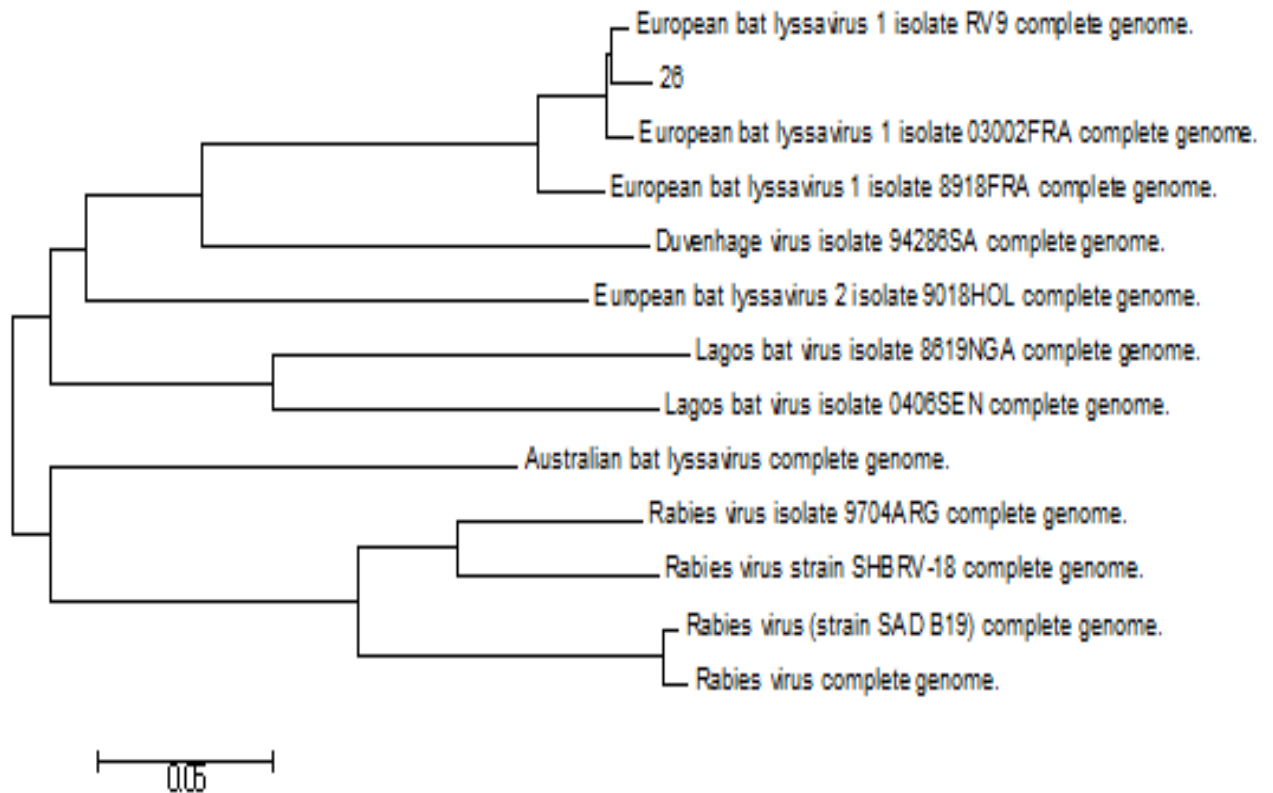 European bat lyssavirus 1 isolate RV9 complete genome.
26
European bat lyssavirus 1 isolate 03002FRA complete genome.
European bat lyssavirus 1 isolate 8918FRA complete genome.
Duvenhage virus isolate 94286SA complete genome.
European bat lyssavirus 2 isolate 9018HOL complete genome.
Lagos bat virus isolate 8619NGA complete genome.
Lagos bat virus isolate 0406SEN complete genome.
Australian bat lyssavirus complete genome.
Rabies virus isolate 9704ARG complete genome.
Rabies virus strain SHBRV-18 complete genome.
Rabies virus (strain SAD B19) complete genome.
Rabies virus complete genome.
0.05